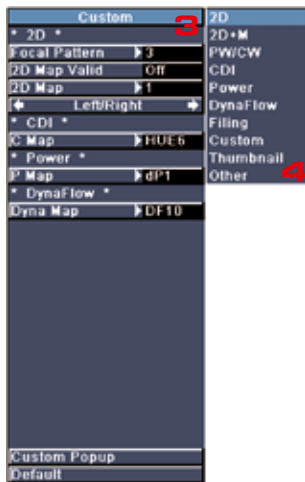 Custom 3
* 2D *
Focal Pattern 3
2D Map Valid Off
2D Map 1
Left/Right
* CDI *
C Map HUE6
* Power *
P Map dP1
* DynaFlow *
Dyna Map DF10
Custom Popup
Default
2D
2D+M
PW/CW
CDI
Power
DynaFlow
Filing
Custom
Thumbnail
Other 4